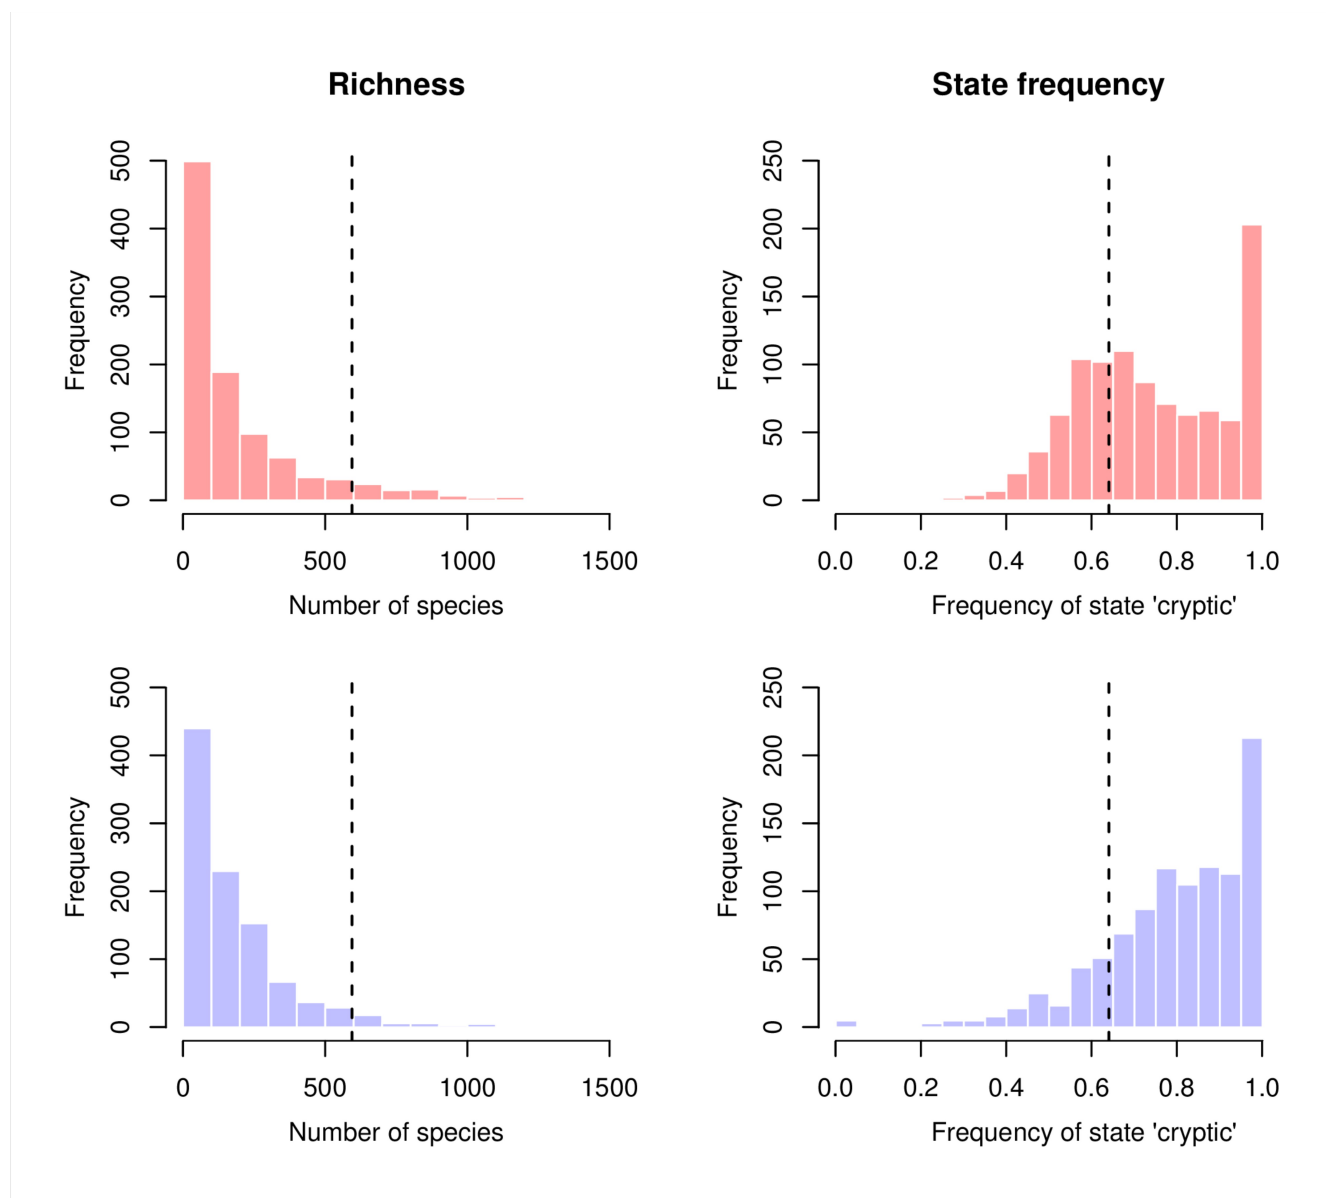 Richness
State frequency
Frequency
500
400
300
200
100
0
0 500 1000 1500
Number of species
Frequency
250
200
150
100
50
0
0.0 0.2 0.4 0.6 0.8 1.0
Frequency of state 'cryptic'
Frequency
500
400
300
200
100
0
0 500 1000 1500
Number of species
Frequency
250
200
150
100
50
0
0.0 0.2 0.4 0.6 0.8 1.0
Frequency of state 'cryptic'